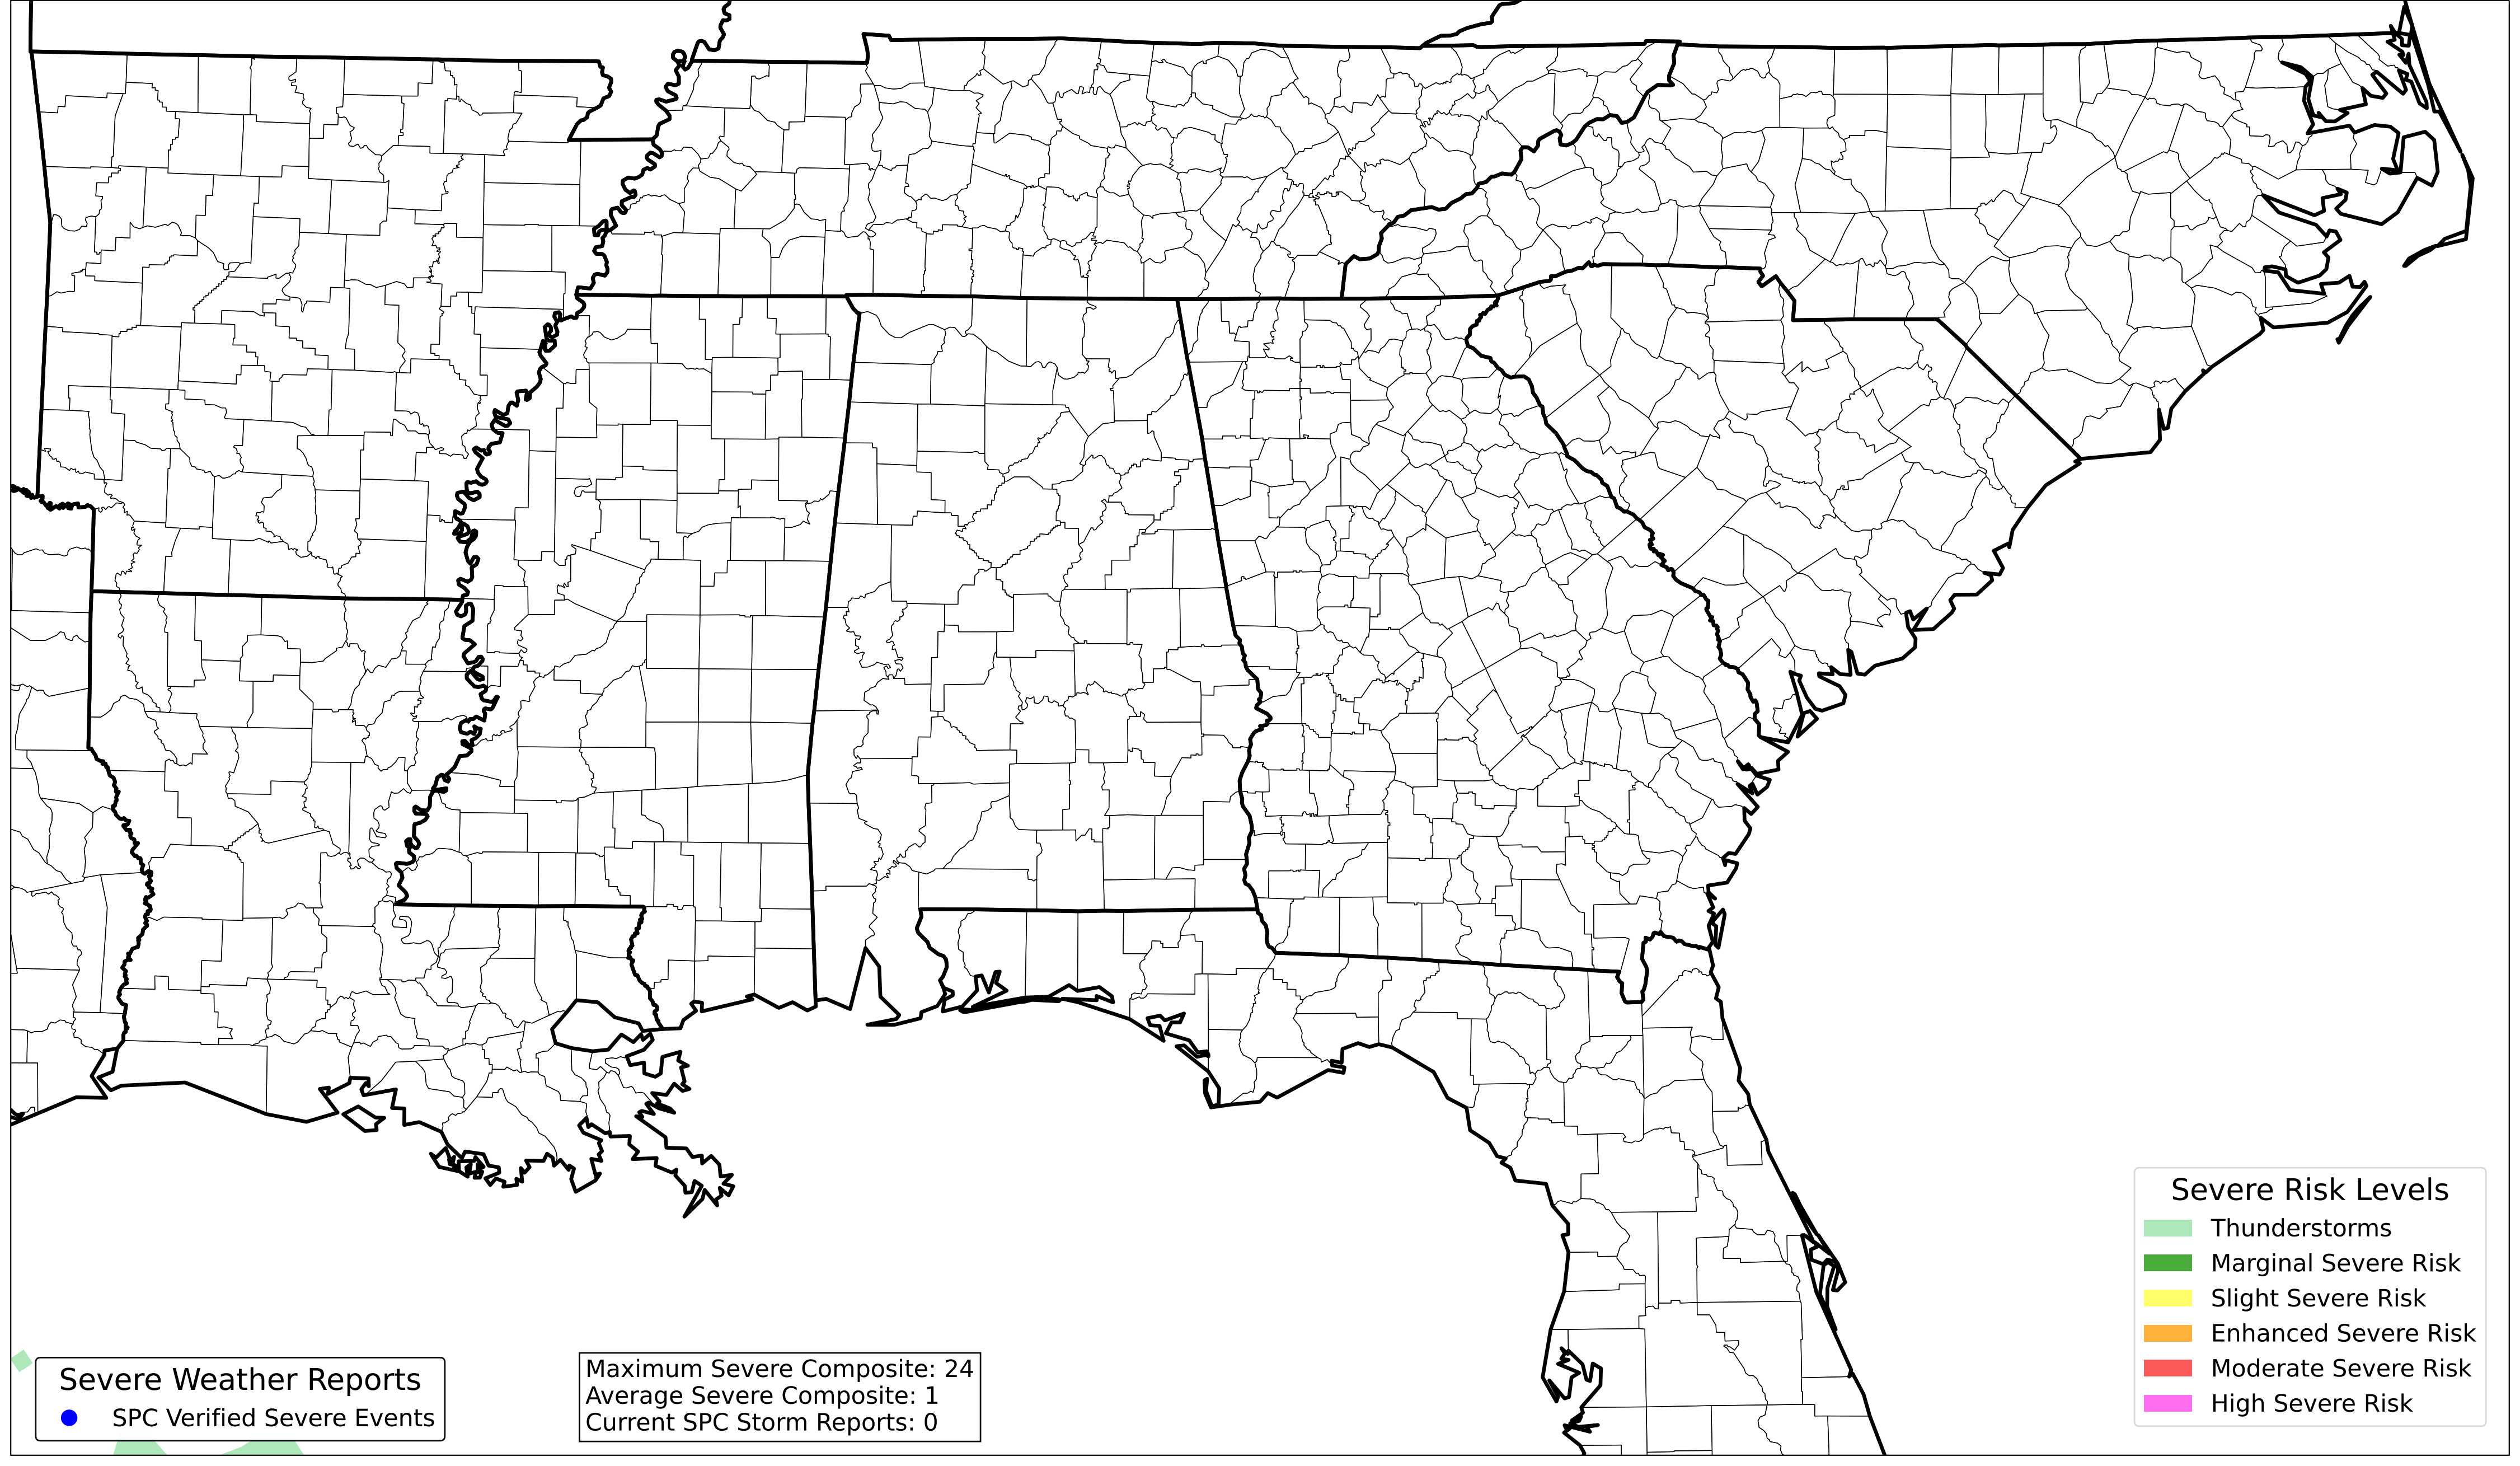 Severe Risk Levels
Thunderstorms
Marginal Severe Risk
Slight Severe Risk
Enhanced Severe Risk
Moderate Severe Risk
High Severe Risk
Severe Weather Reports
SPC Verified Severe Events
Maximum Severe Composite: 24
Average Severe Composite: 1
Current SPC Storm Reports: 0